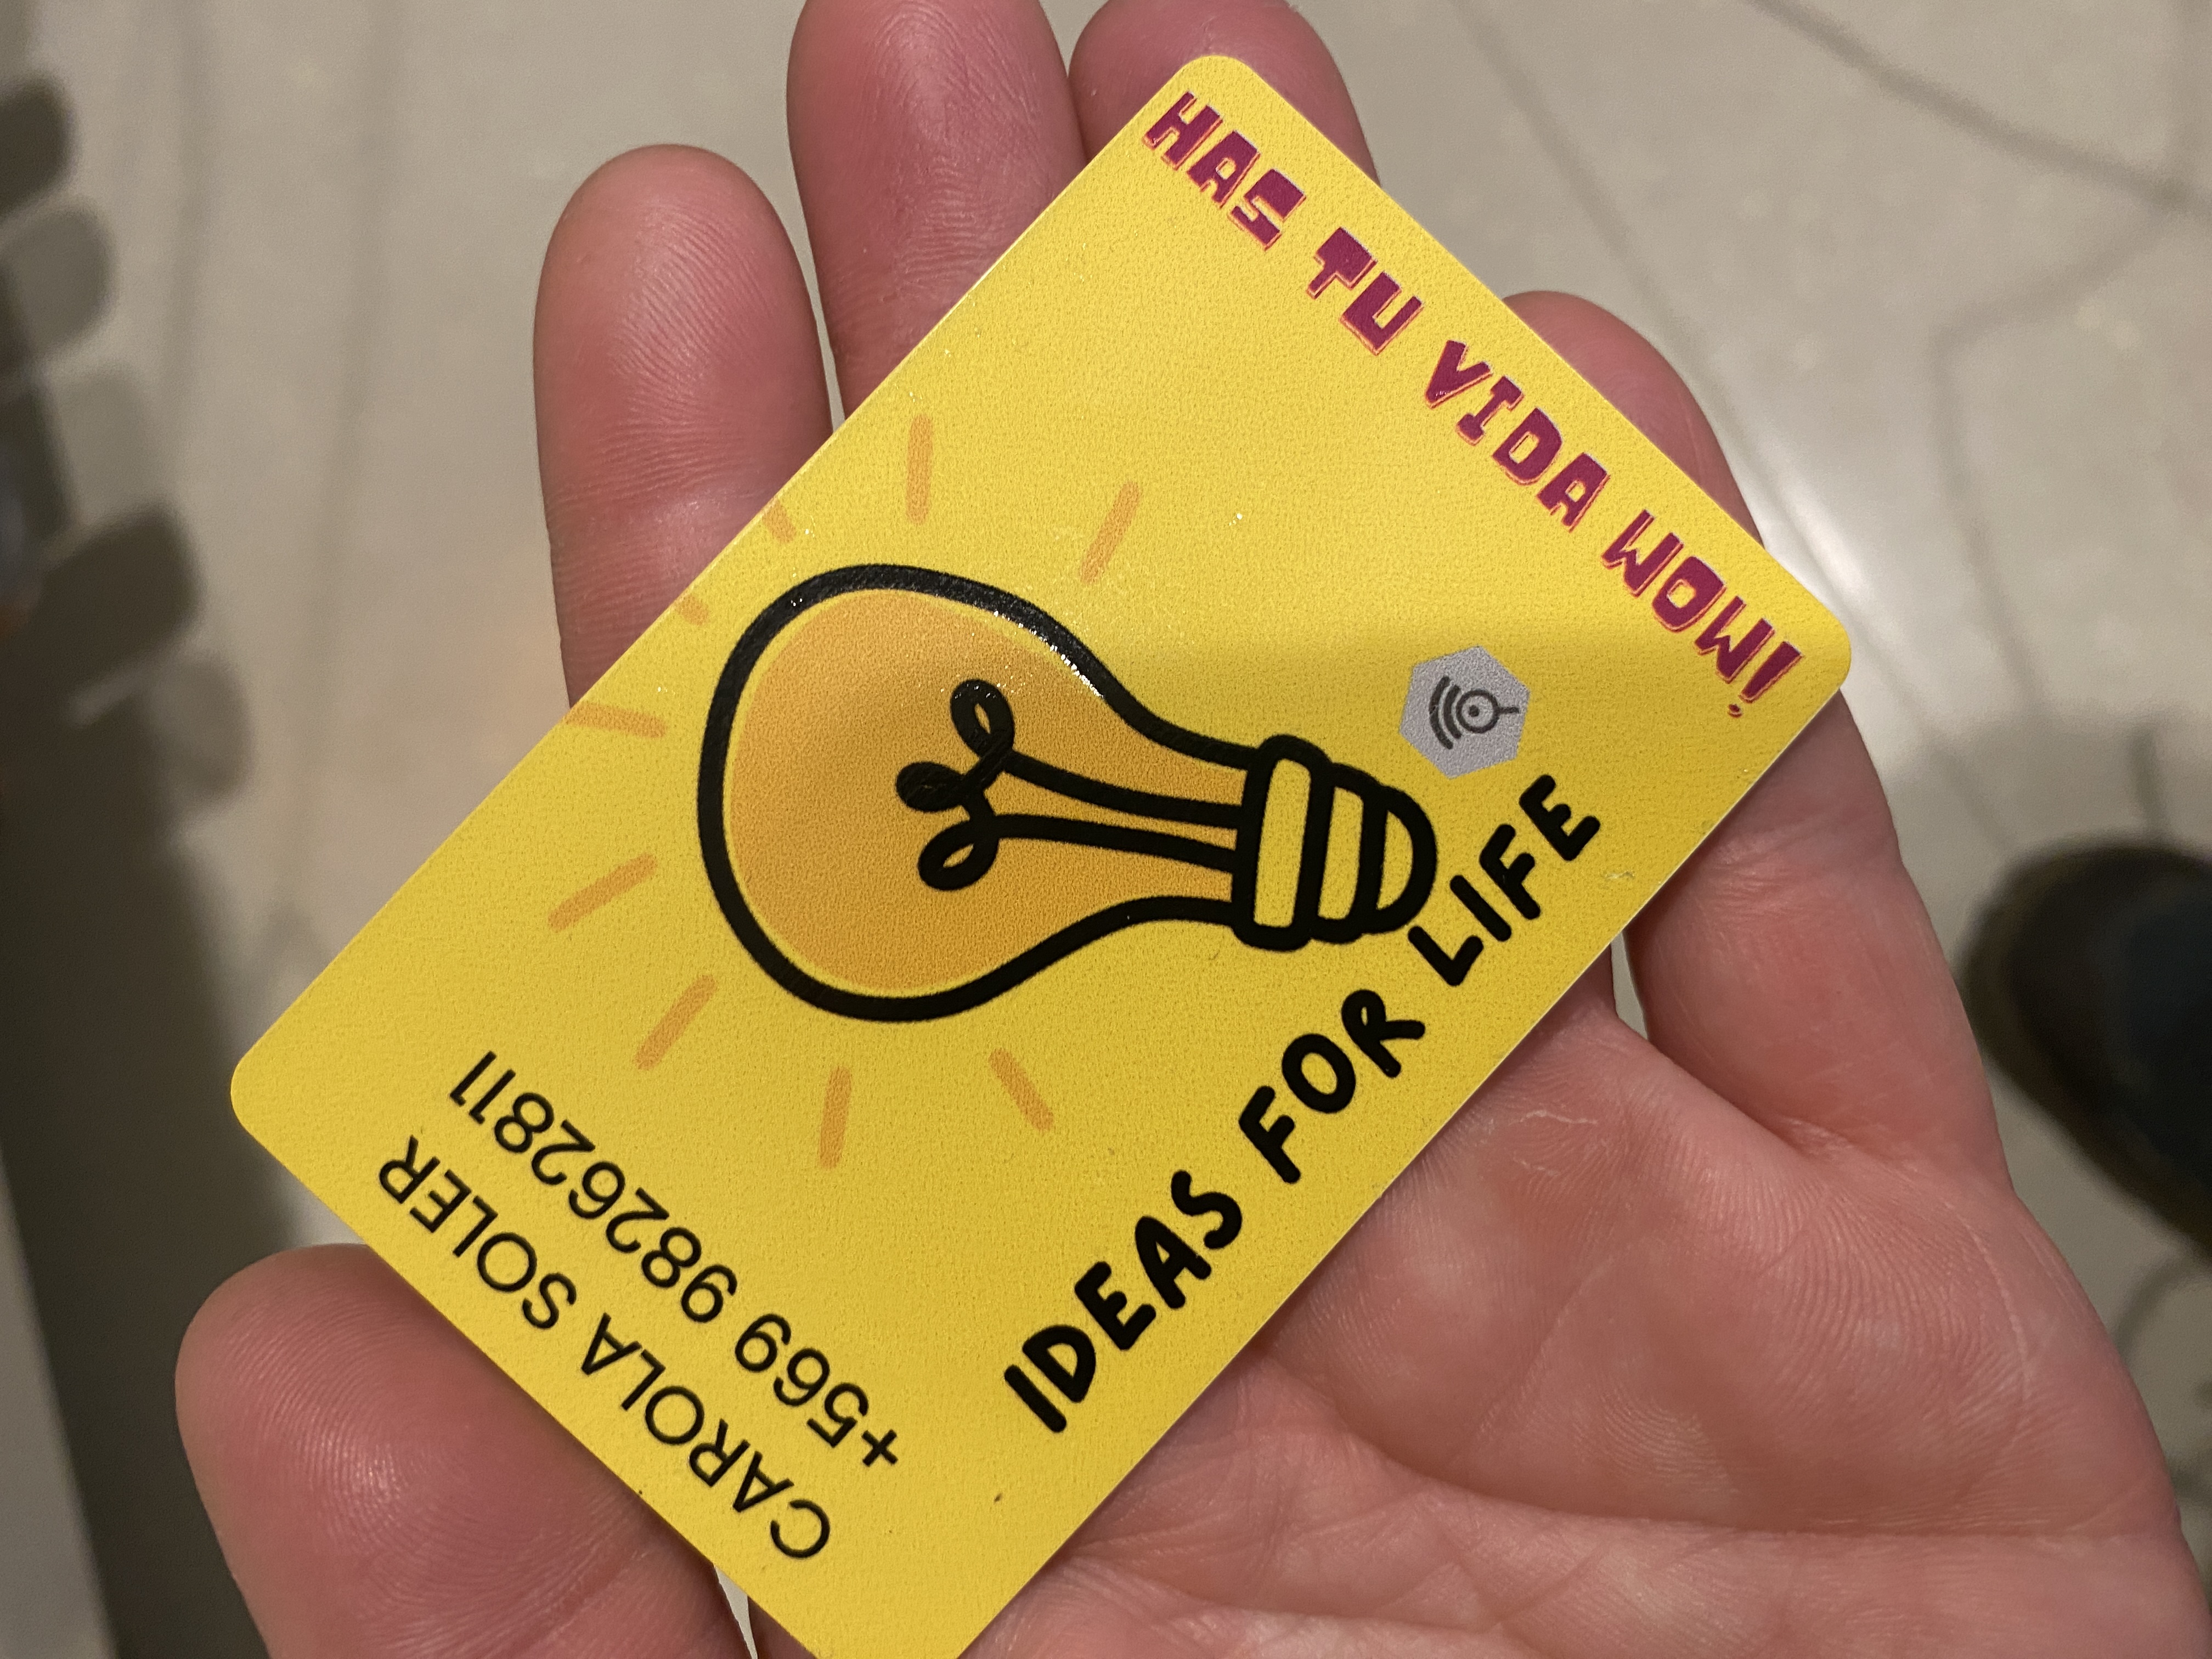 HAS TU VIDA WOW!
IDEAS FOR LIFE
CAROLA SOLER
+569 98262811